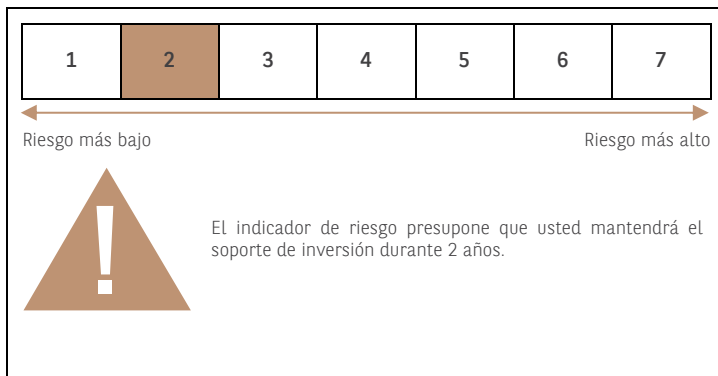 1 2 3 4 5 6 7
Riesgo más bajo Riesgo más alto
!
El indicador de riesgo presupone que usted mantendrá el
soporte de inversión durante 2 años.